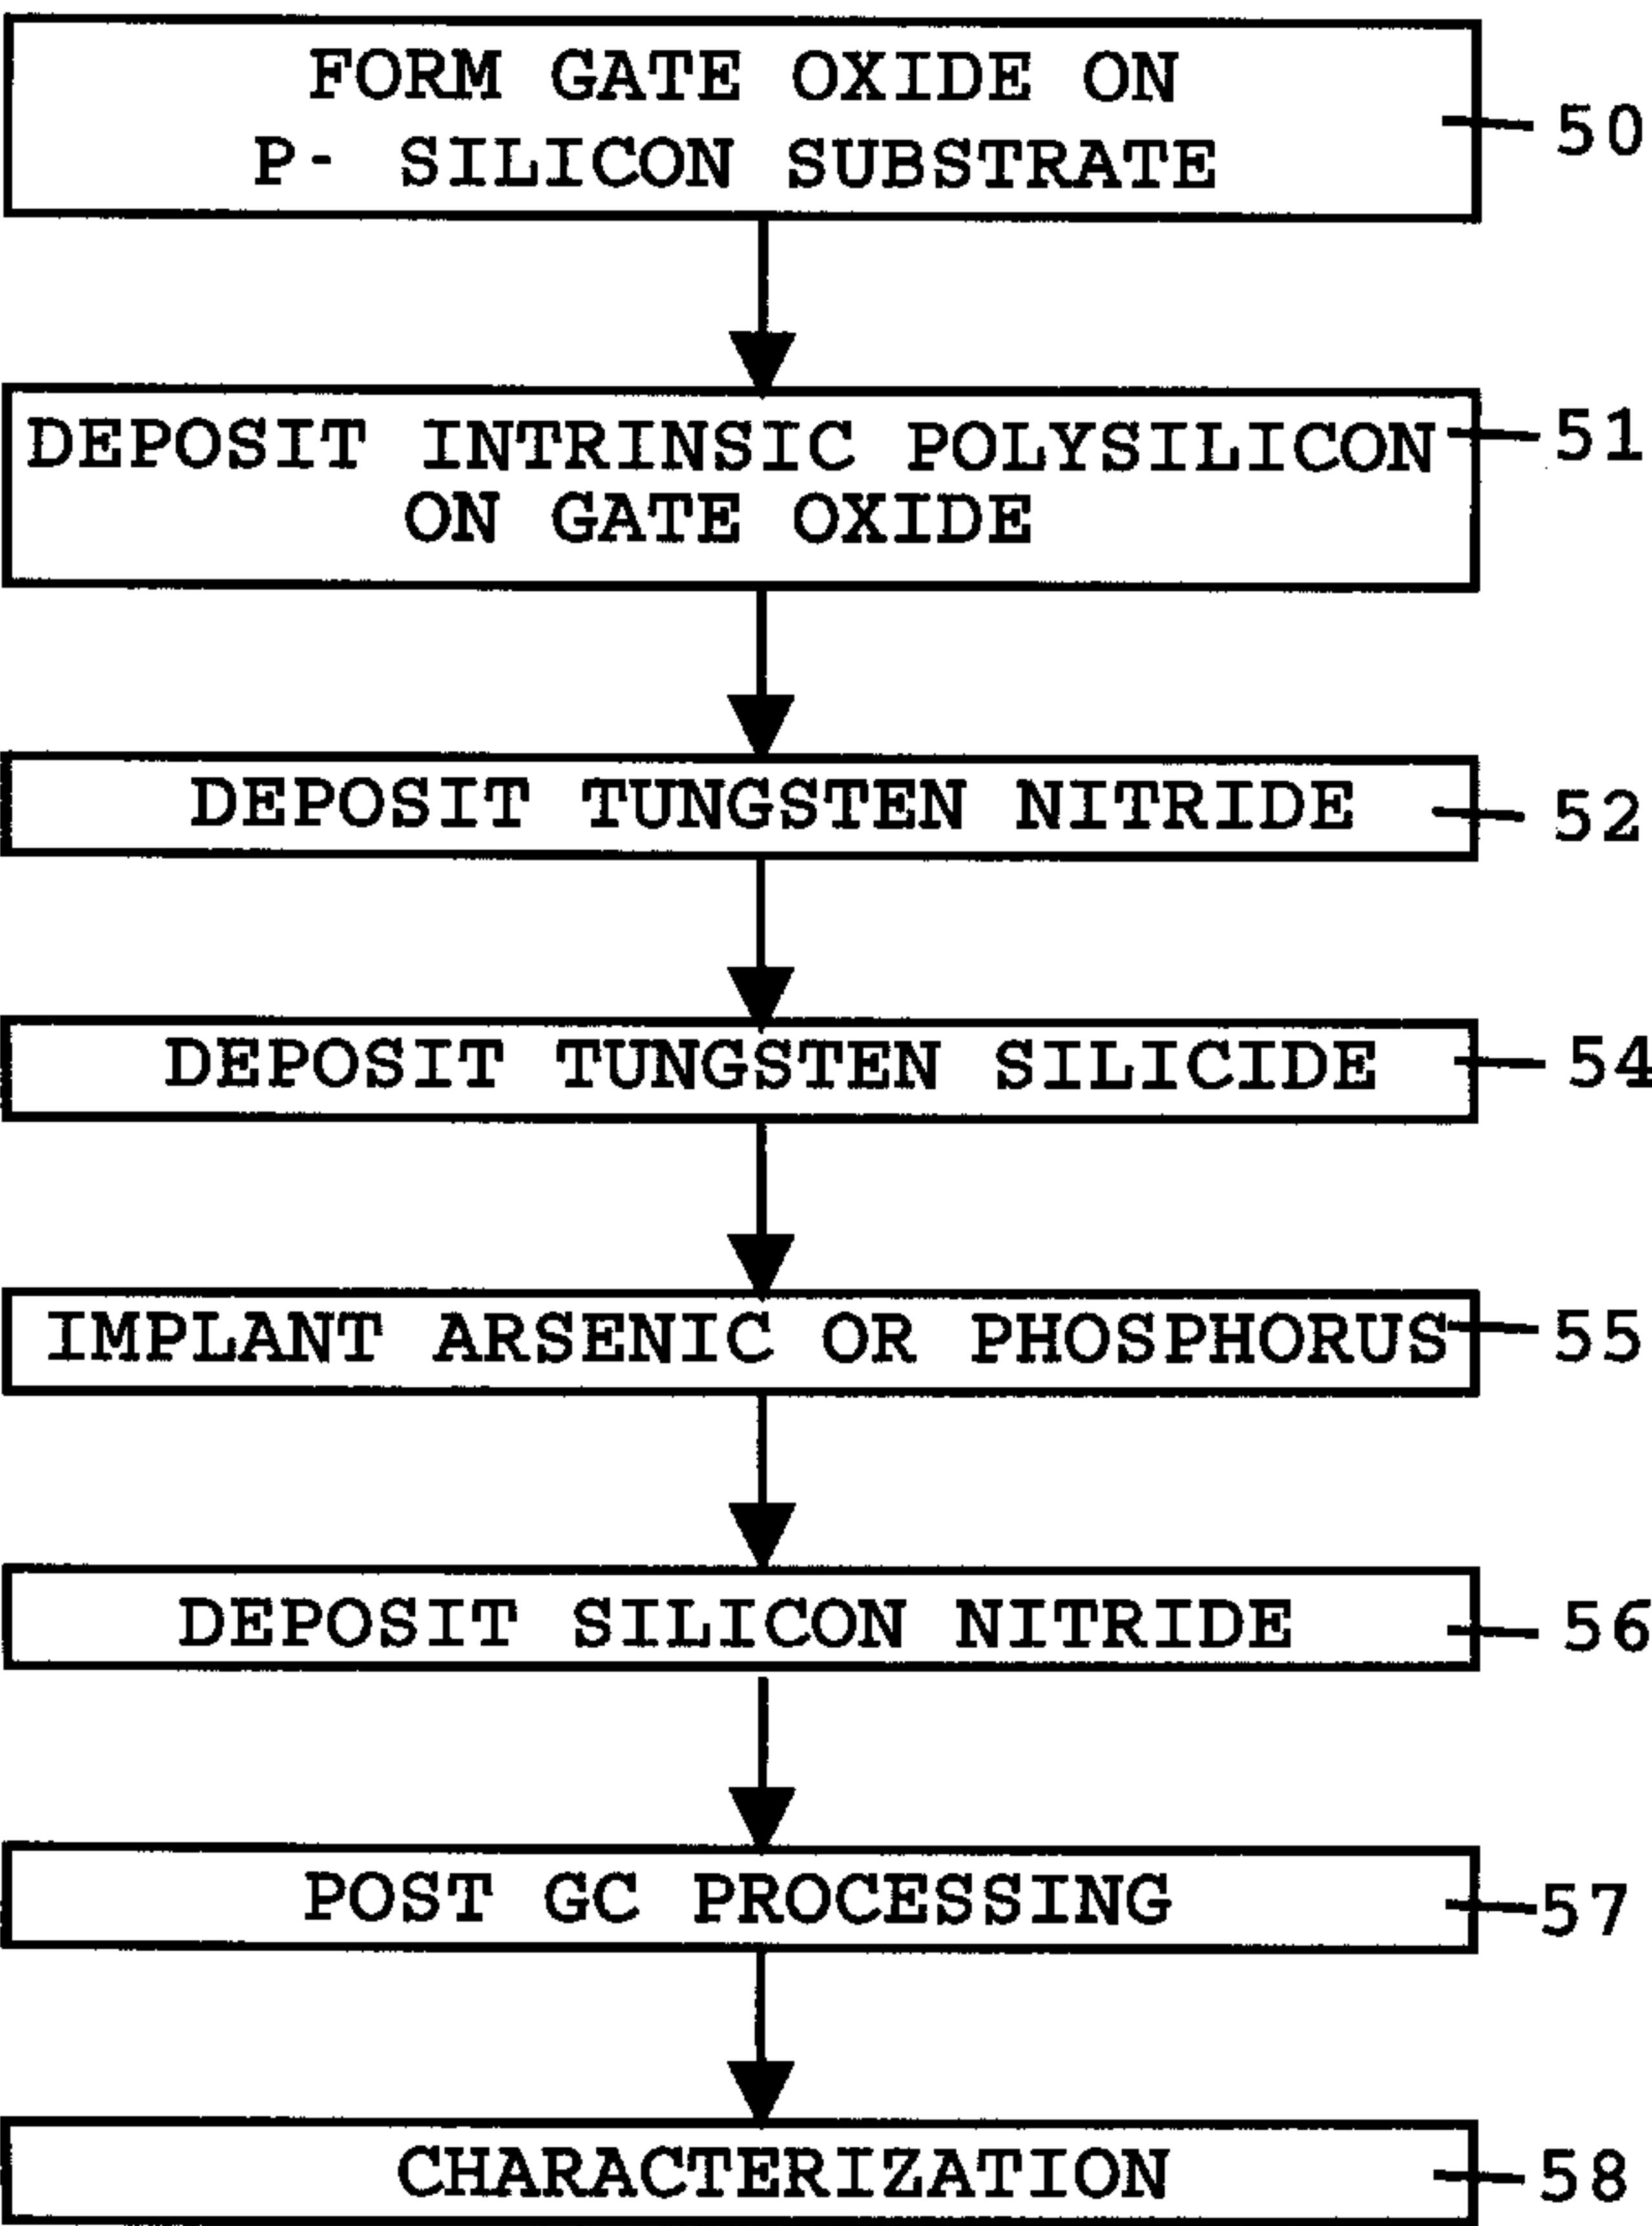 FORM GATE OXIDE ON
P- SILICON SUBSTRATE
50
DEPOSIT INTRINSIC POLYSILICON
ON GATE OXIDE
51
DEPOSIT TUNGSTEN NITRIDE
52
DEPOSIT TUNGSTEN SILICIDE
54
IMPLANT ARSENIC OR PHOSPHORUS
55
DEPOSIT SILICON NITRIDE
56
POST GC PROCESSING
57
CHARACTERIZATION
58